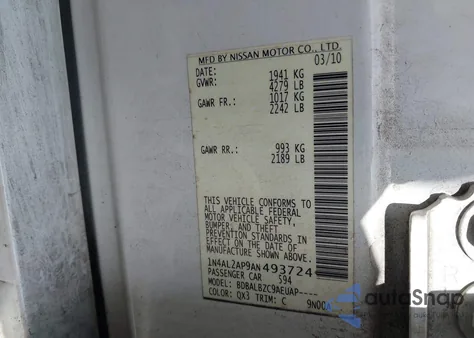 MFD BY NISSAN MOTOR CO., LTD.
DATE: 03/10
GVWR: 1941 KG
4279 LB
GAWR FR.: 1017 KG
2242 LB
GAWR RR.: 993 KG
2189 LB
THIS VEHICLE CONFORMS TO
ALL APPLICABLE FEDERAL
MOTOR VEHICLE SAFETY,
BUMPER, AND THEFT
PREVENTION STANDARDS IN
EFFECT ON THE DATE OF
MANUFACTURE SHOWN ABOVE.
1N4AL2AP9AN493724
PASSENGER CAR 594
MODEL: BDBALBZC9AEUAP----
COLOR: QX3 TRIM: C 9N00A
R
AutoSnap